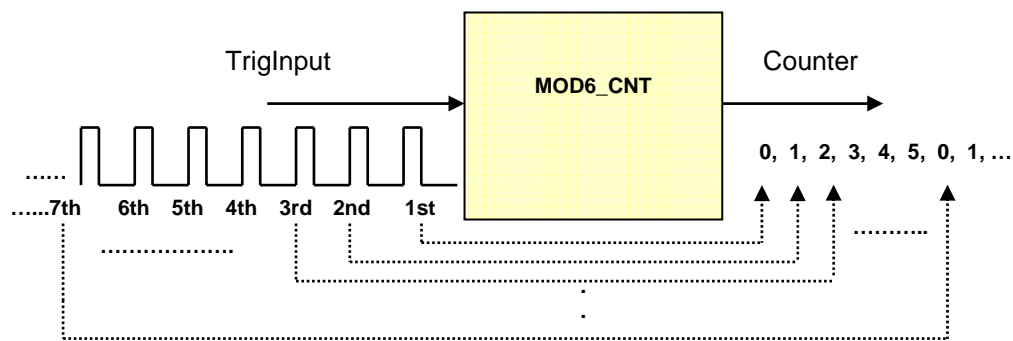 TrigInput
MOD6_CNT
Counter
0, 1, 2, 3, 4, 5, 0, 1, ...
......
......7th 6th 5th 4th 3rd 2nd 1st